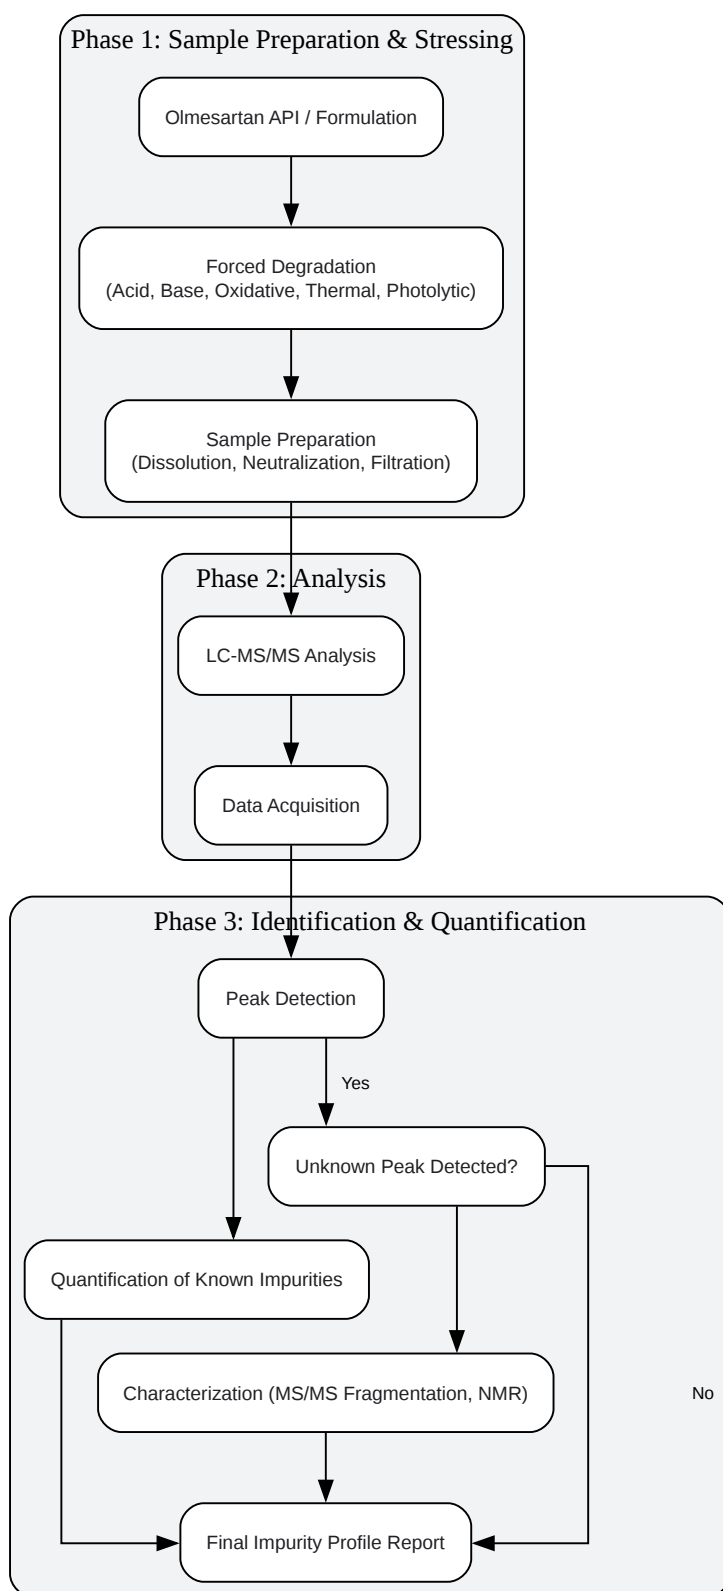 Phase 1: Sample Preparation & Stressing
Olmesartan API / Formulation
Forced Degradation
(Acid, Base, Oxidative, Thermal, Photolytic)
Sample Preparation
(Dissolution, Neutralization, Filtration)
Phase 2: Analysis
LC-MS/MS Analysis
Data Acquisition
Phase 3: Identification & Quantification
Peak Detection
Yes
Unknown Peak Detected?
Quantification of Known Impurities
Characterization (MS/MS Fragmentation, NMR)
No
Final Impurity Profile Report